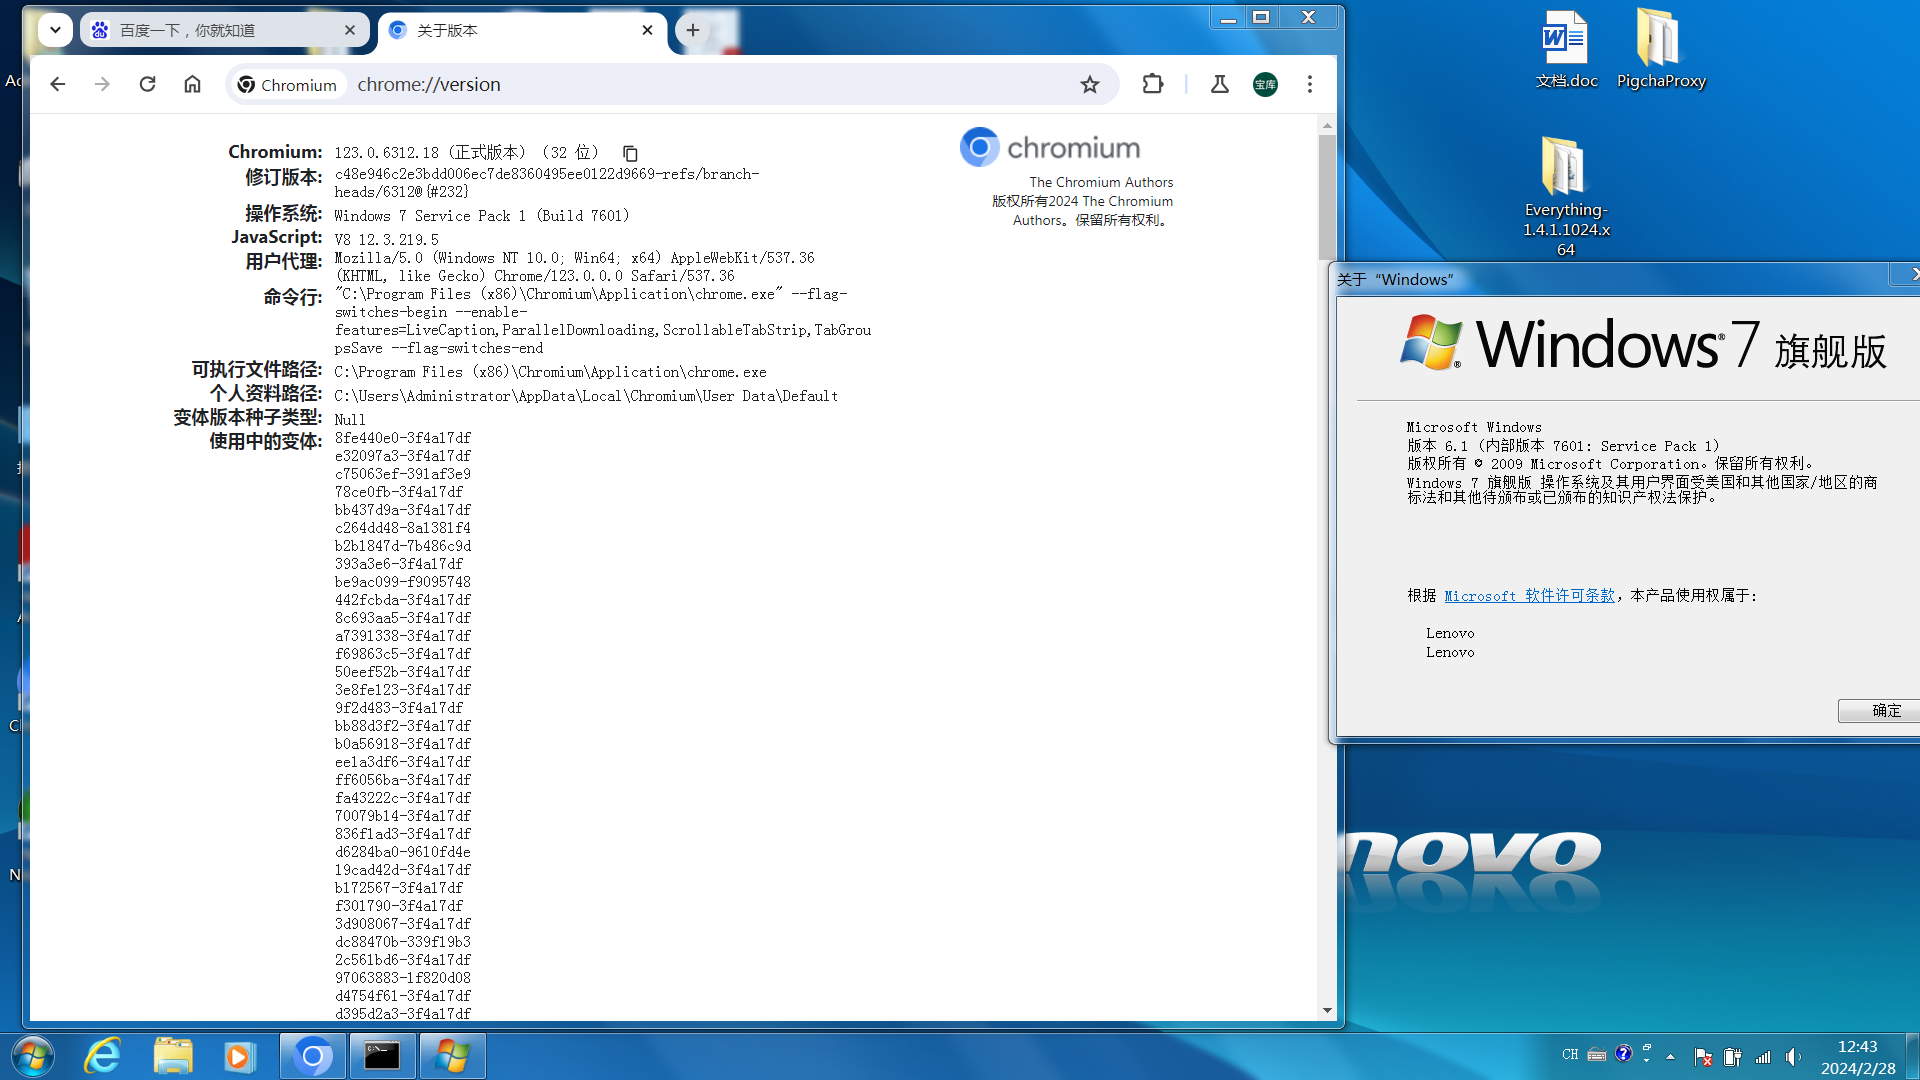 百度一下，你就知道
关于版本
Chromium
chrome://version
宝库
Chromium: 123.0.6312.18 (正式版本) (32 位)
修订版本: c48e946c2e3bdd006ec7de8360495ee0122d9669-refs/branch-
heads/6312@{#232}
操作系统: Windows 7 Service Pack 1 (Build 7601)
JavaScript: V8 12.3.219.5
用户代理: Mozilla/5.0 (Windows NT 10.0; Win64; x64) AppleWebKit/537.36
(KHTML, like Gecko) Chrome/123.0.0.0 Safari/537.36
命令行: "C:\Program Files (x86)\Chromium\Application\chrome.exe" --flag-
switches-begin --enable-
features=LiveCaption,ParallelDownloading,ScrollableTabStrip,TabGrou
psSave --flag-switches-end
可执行文件路径: C:\Program Files (x86)\Chromium\Application\chrome.exe
个人资料路径: C:\Users\Administrator\AppData\Local\Chromium\User Data\Default
变体版本种子类型: Null
使用中的变体: 8fe440e0-3f4a17df
e32097a3-3f4a17df
c75063ef-391af3e9
78ce0fb-3f4a17df
bb437d9a-3f4a17df
c264dd48-8a1381f4
b2b1847d-7b486c9d
393a3e6-3f4a17df
be9ac099-f9095748
442fcbda-3f4a17df
8c693aa5-3f4a17df
a7391338-3f4a17df
f69863c5-3f4a17df
50eef52b-3f4a17df
3e8fe123-3f4a17df
9f2d483-3f4a17df
bb88d3f2-3f4a17df
b0a56918-3f4a17df
ee1a3df6-3f4a17df
ff6056ba-3f4a17df
fa43222c-3f4a17df
70079b14-3f4a17df
836f1ad3-3f4a17df
d6284ba0-9610fd4e
19cad42d-3f4a17df
b172567-3f4a17df
f301790-3f4a17df
3d908067-3f4a17df
dc88470b-339f19b3
2c561bd6-3f4a17df
97063883-1f820d08
d4754f61-3f4a17df
d395d2a3-3f4a17df
chromium
The Chromium Authors
版权所有2024 The Chromium
Authors。保留所有权利。
文档.doc
PigchaProxy
Everything-
1.4.1.1024.x
64
关于“Windows”
Windows 7 旗舰版
Microsoft Windows
版本 6.1 (内部版本 7601: Service Pack 1)
版权所有 © 2009 Microsoft Corporation。保留所有权利。
Windows 7 旗舰版 操作系统及其用户界面受美国和其他国家/地区的商
标法和其他待颁布或已颁布的知识产权法保护。
根据 Microsoft 软件许可条款，本产品使用权属于:
Lenovo
Lenovo
确定
novo
CH
12:43
2024/2/28